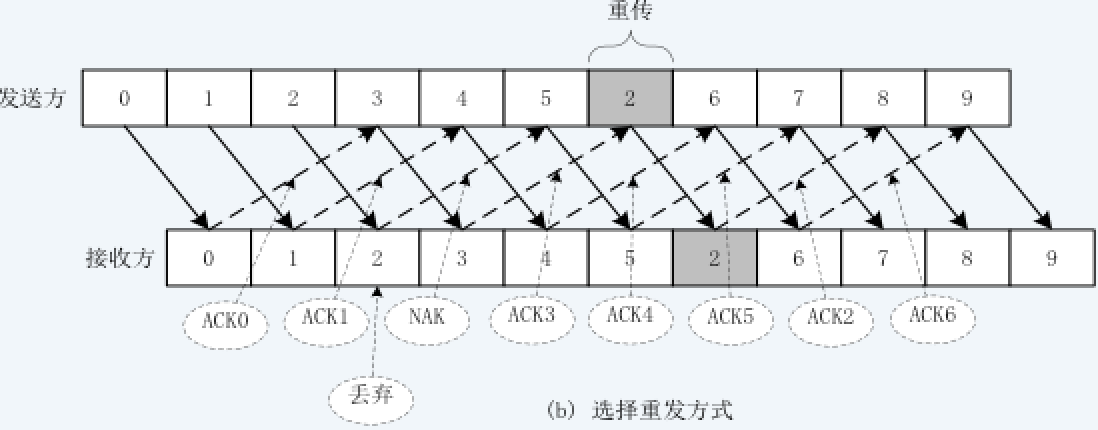 重传
发送方 0 1 2 3 4 5 2 6 7 8 9
接收方 0 1 2 3 4 5 2 6 7 8 9
ACK0 ACK1 NAK ACK3 ACK4 ACK5 ACK2 ACK6
丢弃
(b) 选择重发方式